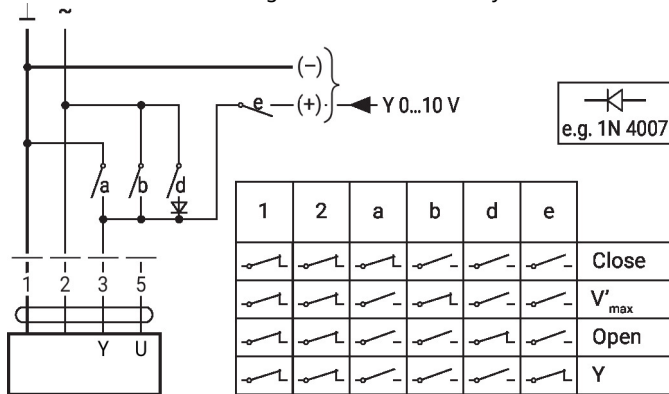 ⊥ ~
(–)
e (+) Y 0...10 V
e.g. 1N 4007
a b d
1 2 a b d e
Close
V'max
Open
Y
1 2 3 5
Y U